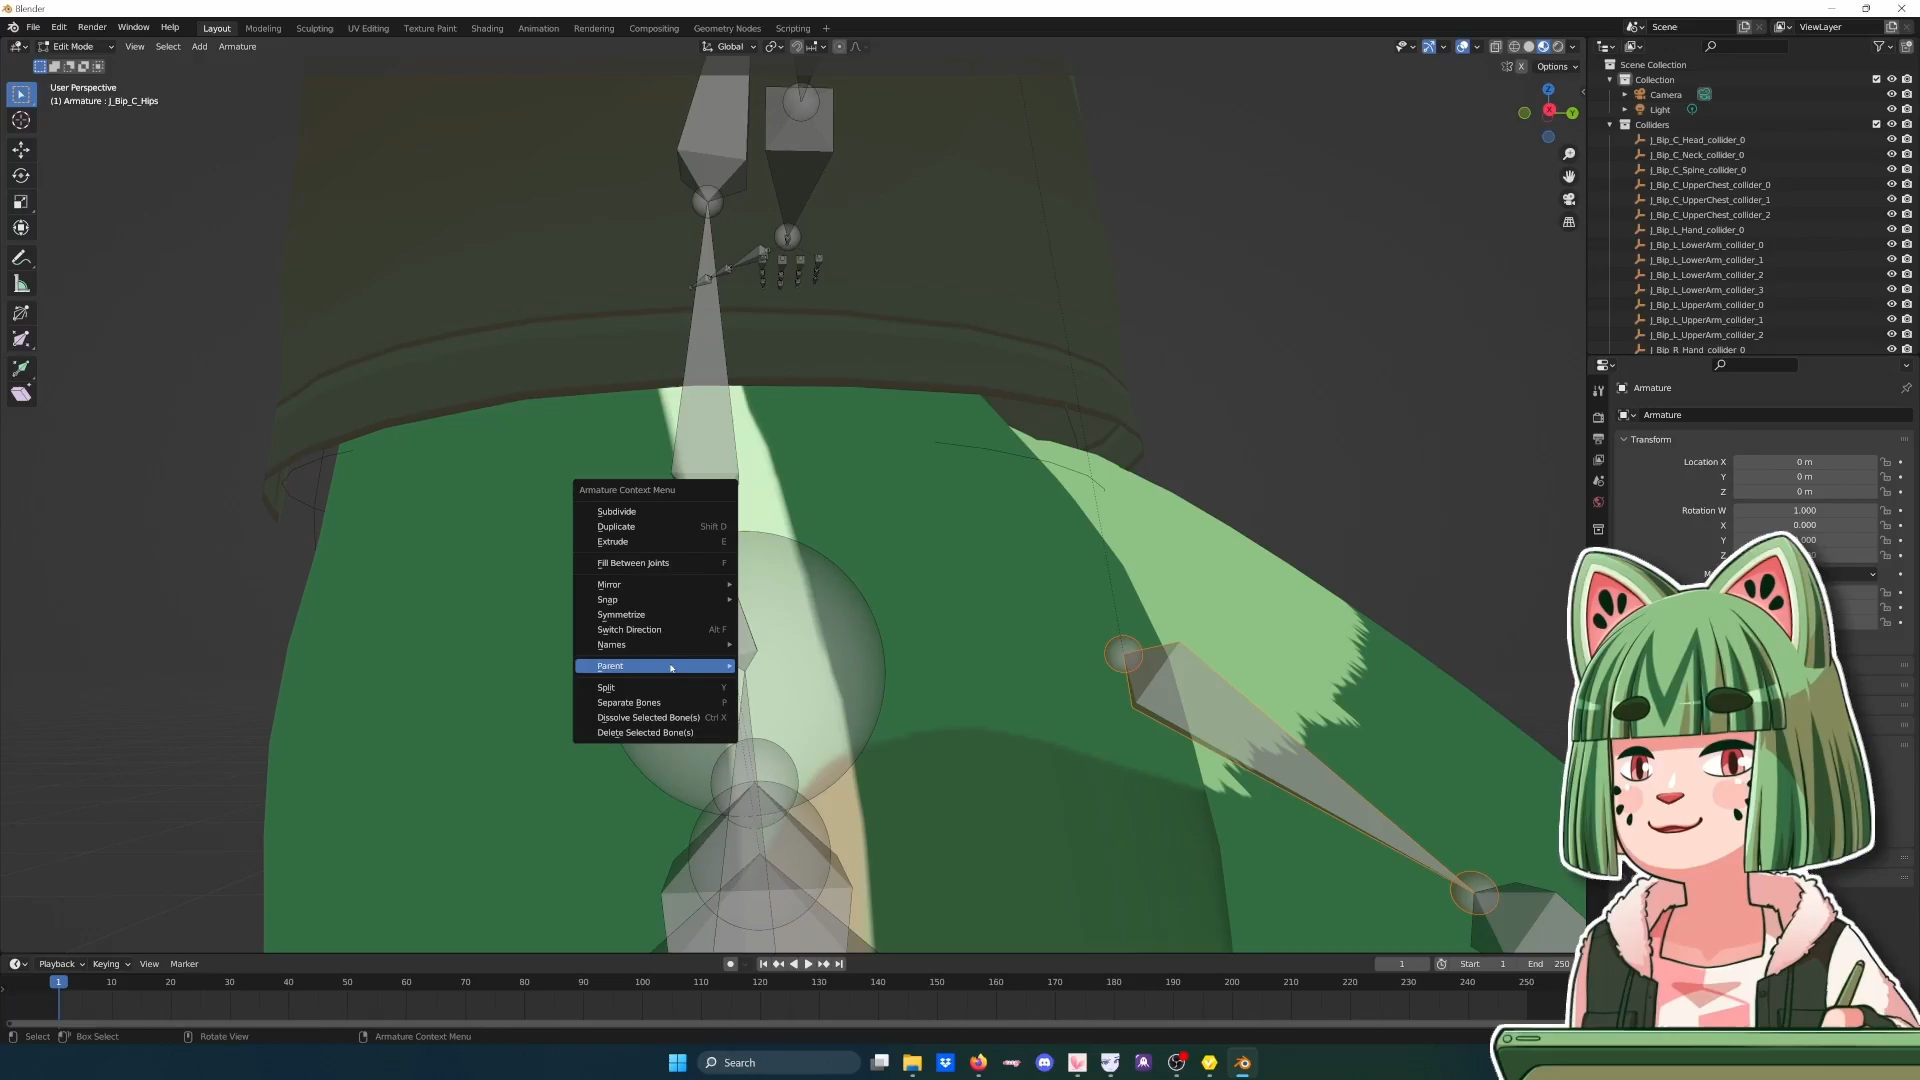 Blender
File Edit Render Window Help Layout Modeling Sculpting UV Editing Texture Paint Shading Animation Rendering Compositing Geometry Nodes Scripting + Scene ViewLayer
Edit Mode View Select Add Armature Global
Options
X
User Perspective
(1) Armature : J_Bip_C_Hips
Z
X
Y
Scene Collection
Collection
Camera
Light
Colliders
J_Bip_C_Head_collider_0
J_Bip_C_Neck_collider_0
J_Bip_C_Spine_collider_0
J_Bip_C_UpperChest_collider_0
J_Bip_C_UpperChest_collider_1
J_Bip_C_UpperChest_collider_2
J_Bip_L_Hand_collider_0
J_Bip_L_LowerArm_collider_0
J_Bip_L_LowerArm_collider_1
J_Bip_L_LowerArm_collider_2
J_Bip_L_LowerArm_collider_3
J_Bip_L_UpperArm_collider_0
J_Bip_L_UpperArm_collider_1
J_Bip_L_UpperArm_collider_2
J_Bip_R_Hand_collider_0
Armature
Armature
Transform
Location X 0 m
Y 0 m
Z 0 m
Rotation W 1.000
X 0.000
Armature Context Menu
Subdivide
Duplicate Shift D
Extrude E
Fill Between Joints F
Mirror
Snap
Symmetrize
Switch Direction Alt F
Names
Parent
Split Y
Separate Bones P
Dissolve Selected Bone(s) Ctrl X
Delete Selected Bone(s)
Playback Keying View Marker 1 Start 1 End 250
1 10 20 30 40 50 60 70 80 90 100 110 120 130 140 150 160 170 180 190 200 210 220 230 240 250
Select Box Select Rotate View Armature Context Menu
Search